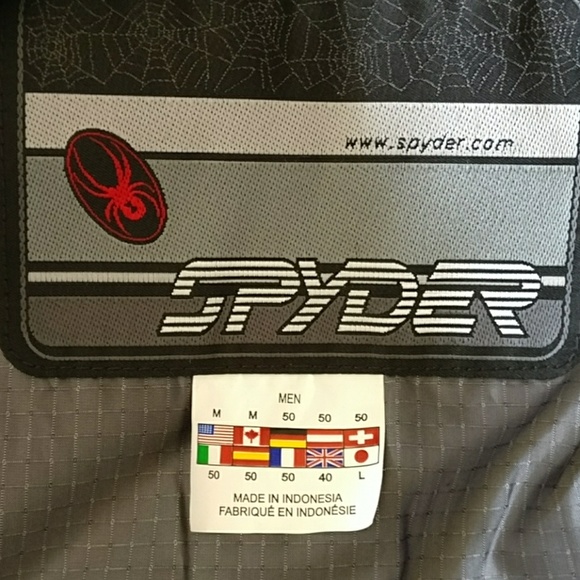 www.spyder.com
SPYDER
MEN
M M 50 50 50
50 50 50 40 L
MADE IN INDONESIA
FABRIQUÉ EN INDONÉSIE